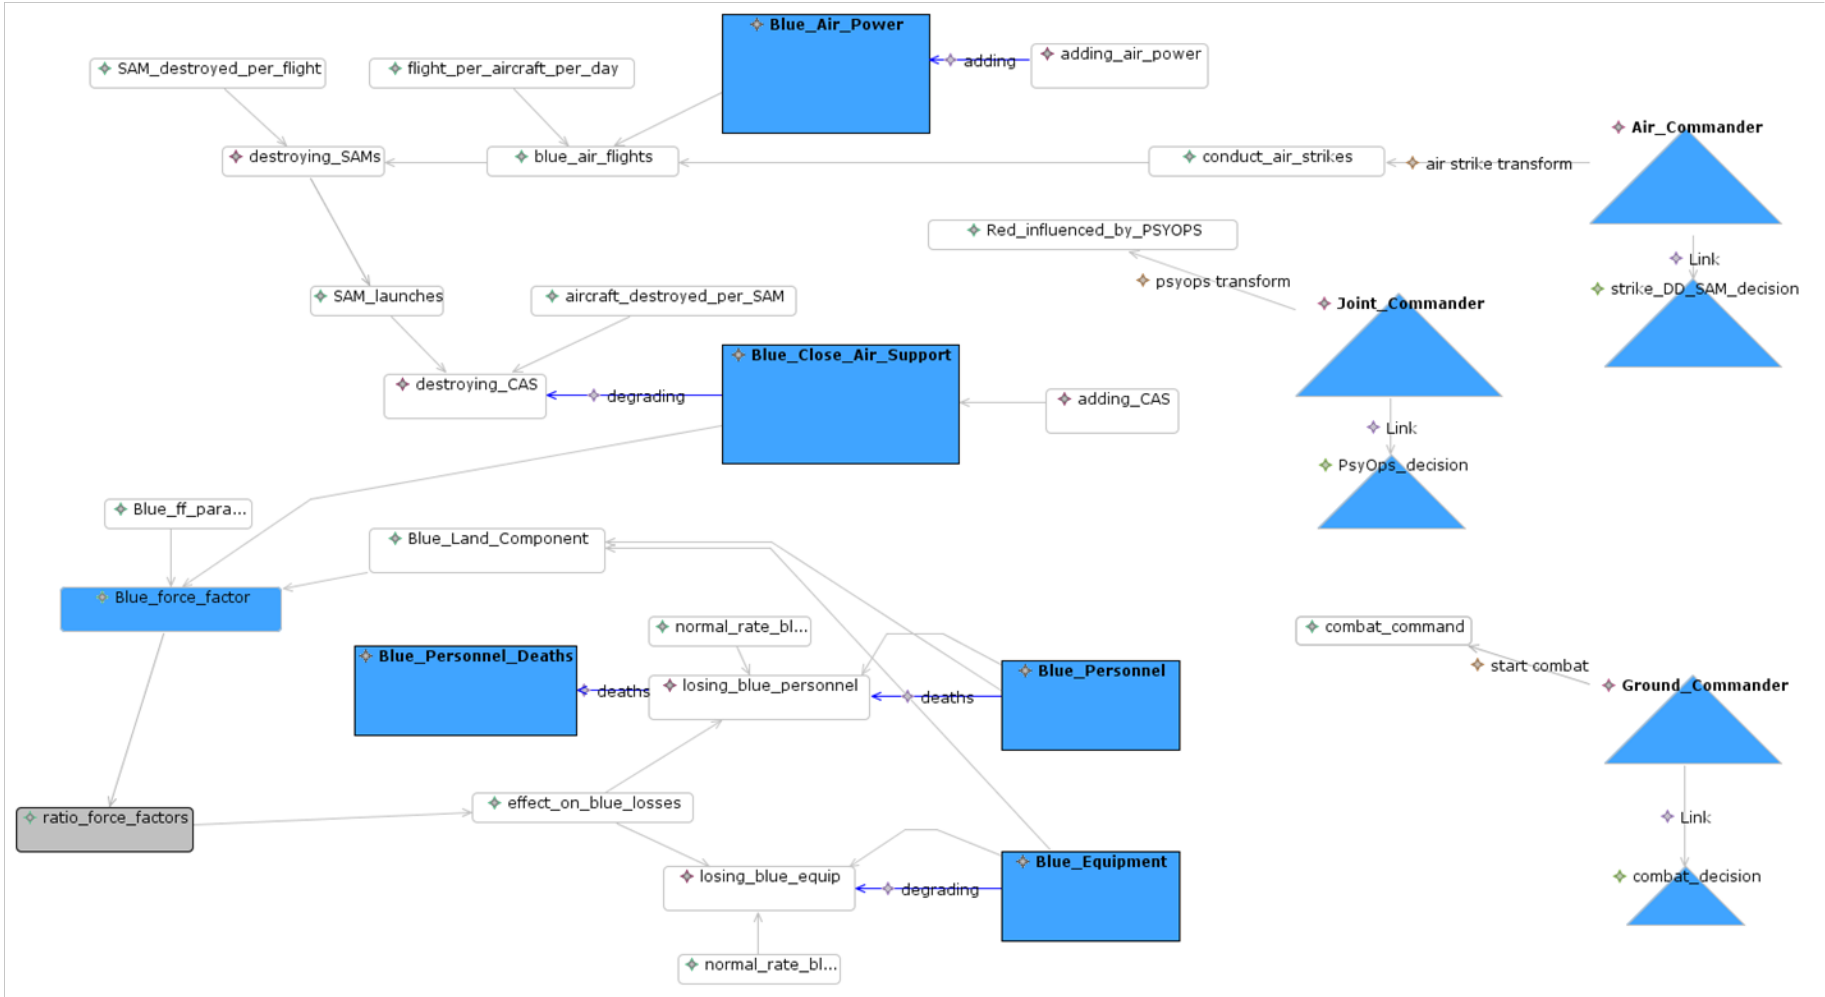 Blue_Air_Power
SAM_destroyed_per_flight
flight_per_aircraft_per_day
adding
adding_air_power
Air_Commander
destroying_SAMs
blue_air_flights
conduct_air_strikes
air strike transform
Red_influenced_by_PSYOPS
Link
psyops transform
strike_DD_SAM_decision
SAM_launches
aircraft_destroyed_per_SAM
Joint_Commander
Blue_Close_Air_Support
destroying_CAS
degrading
adding_CAS
Link
PsyOps_decision
Blue_ff_para...
Blue_Land_Component
Blue_force_factor
normal_rate_bl...
combat_command
Blue_Personnel_Deaths
start combat
Blue_Personnel
deaths
losing_blue_personnel
deaths
Ground_Commander
effect_on_blue_losses
ratio_force_factors
Link
Blue_Equipment
losing_blue_equip
degrading
combat_decision
normal_rate_bl...